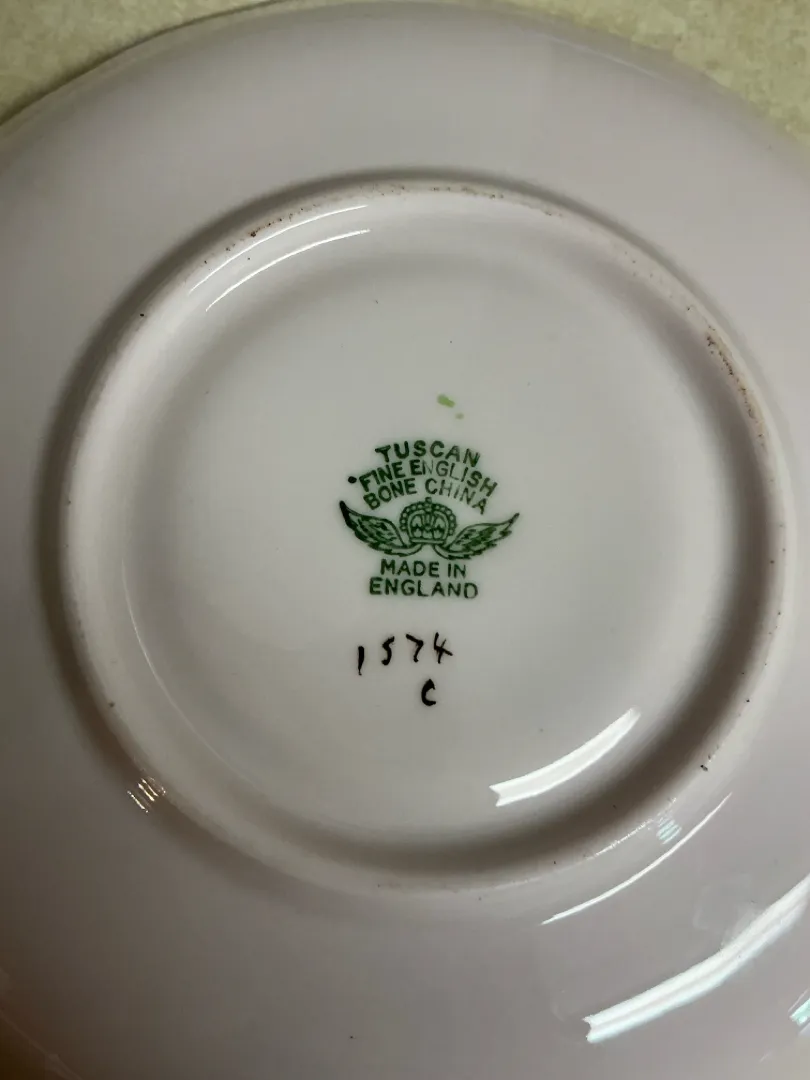 TUSCAN
FINE ENGLISH
BONE CHINA
MADE IN
ENGLAND
1574
C